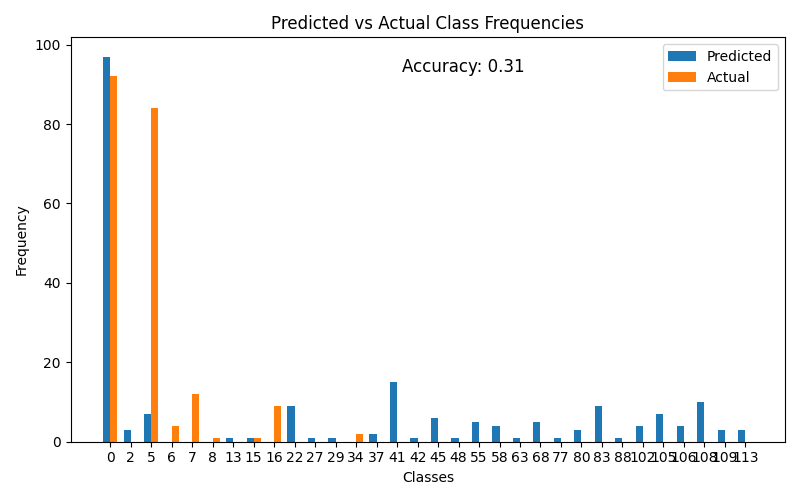 Predicted vs Actual Class Frequencies
Accuracy: 0.31
Predicted
Actual
100
80
60
40
20
0
Frequency
0 2 5 6 7 8 13 15 16 22 27 29 34 37 41 42 45 48 55 58 63 68 77 80 83 88 102 105 106 108 109 113
Classes